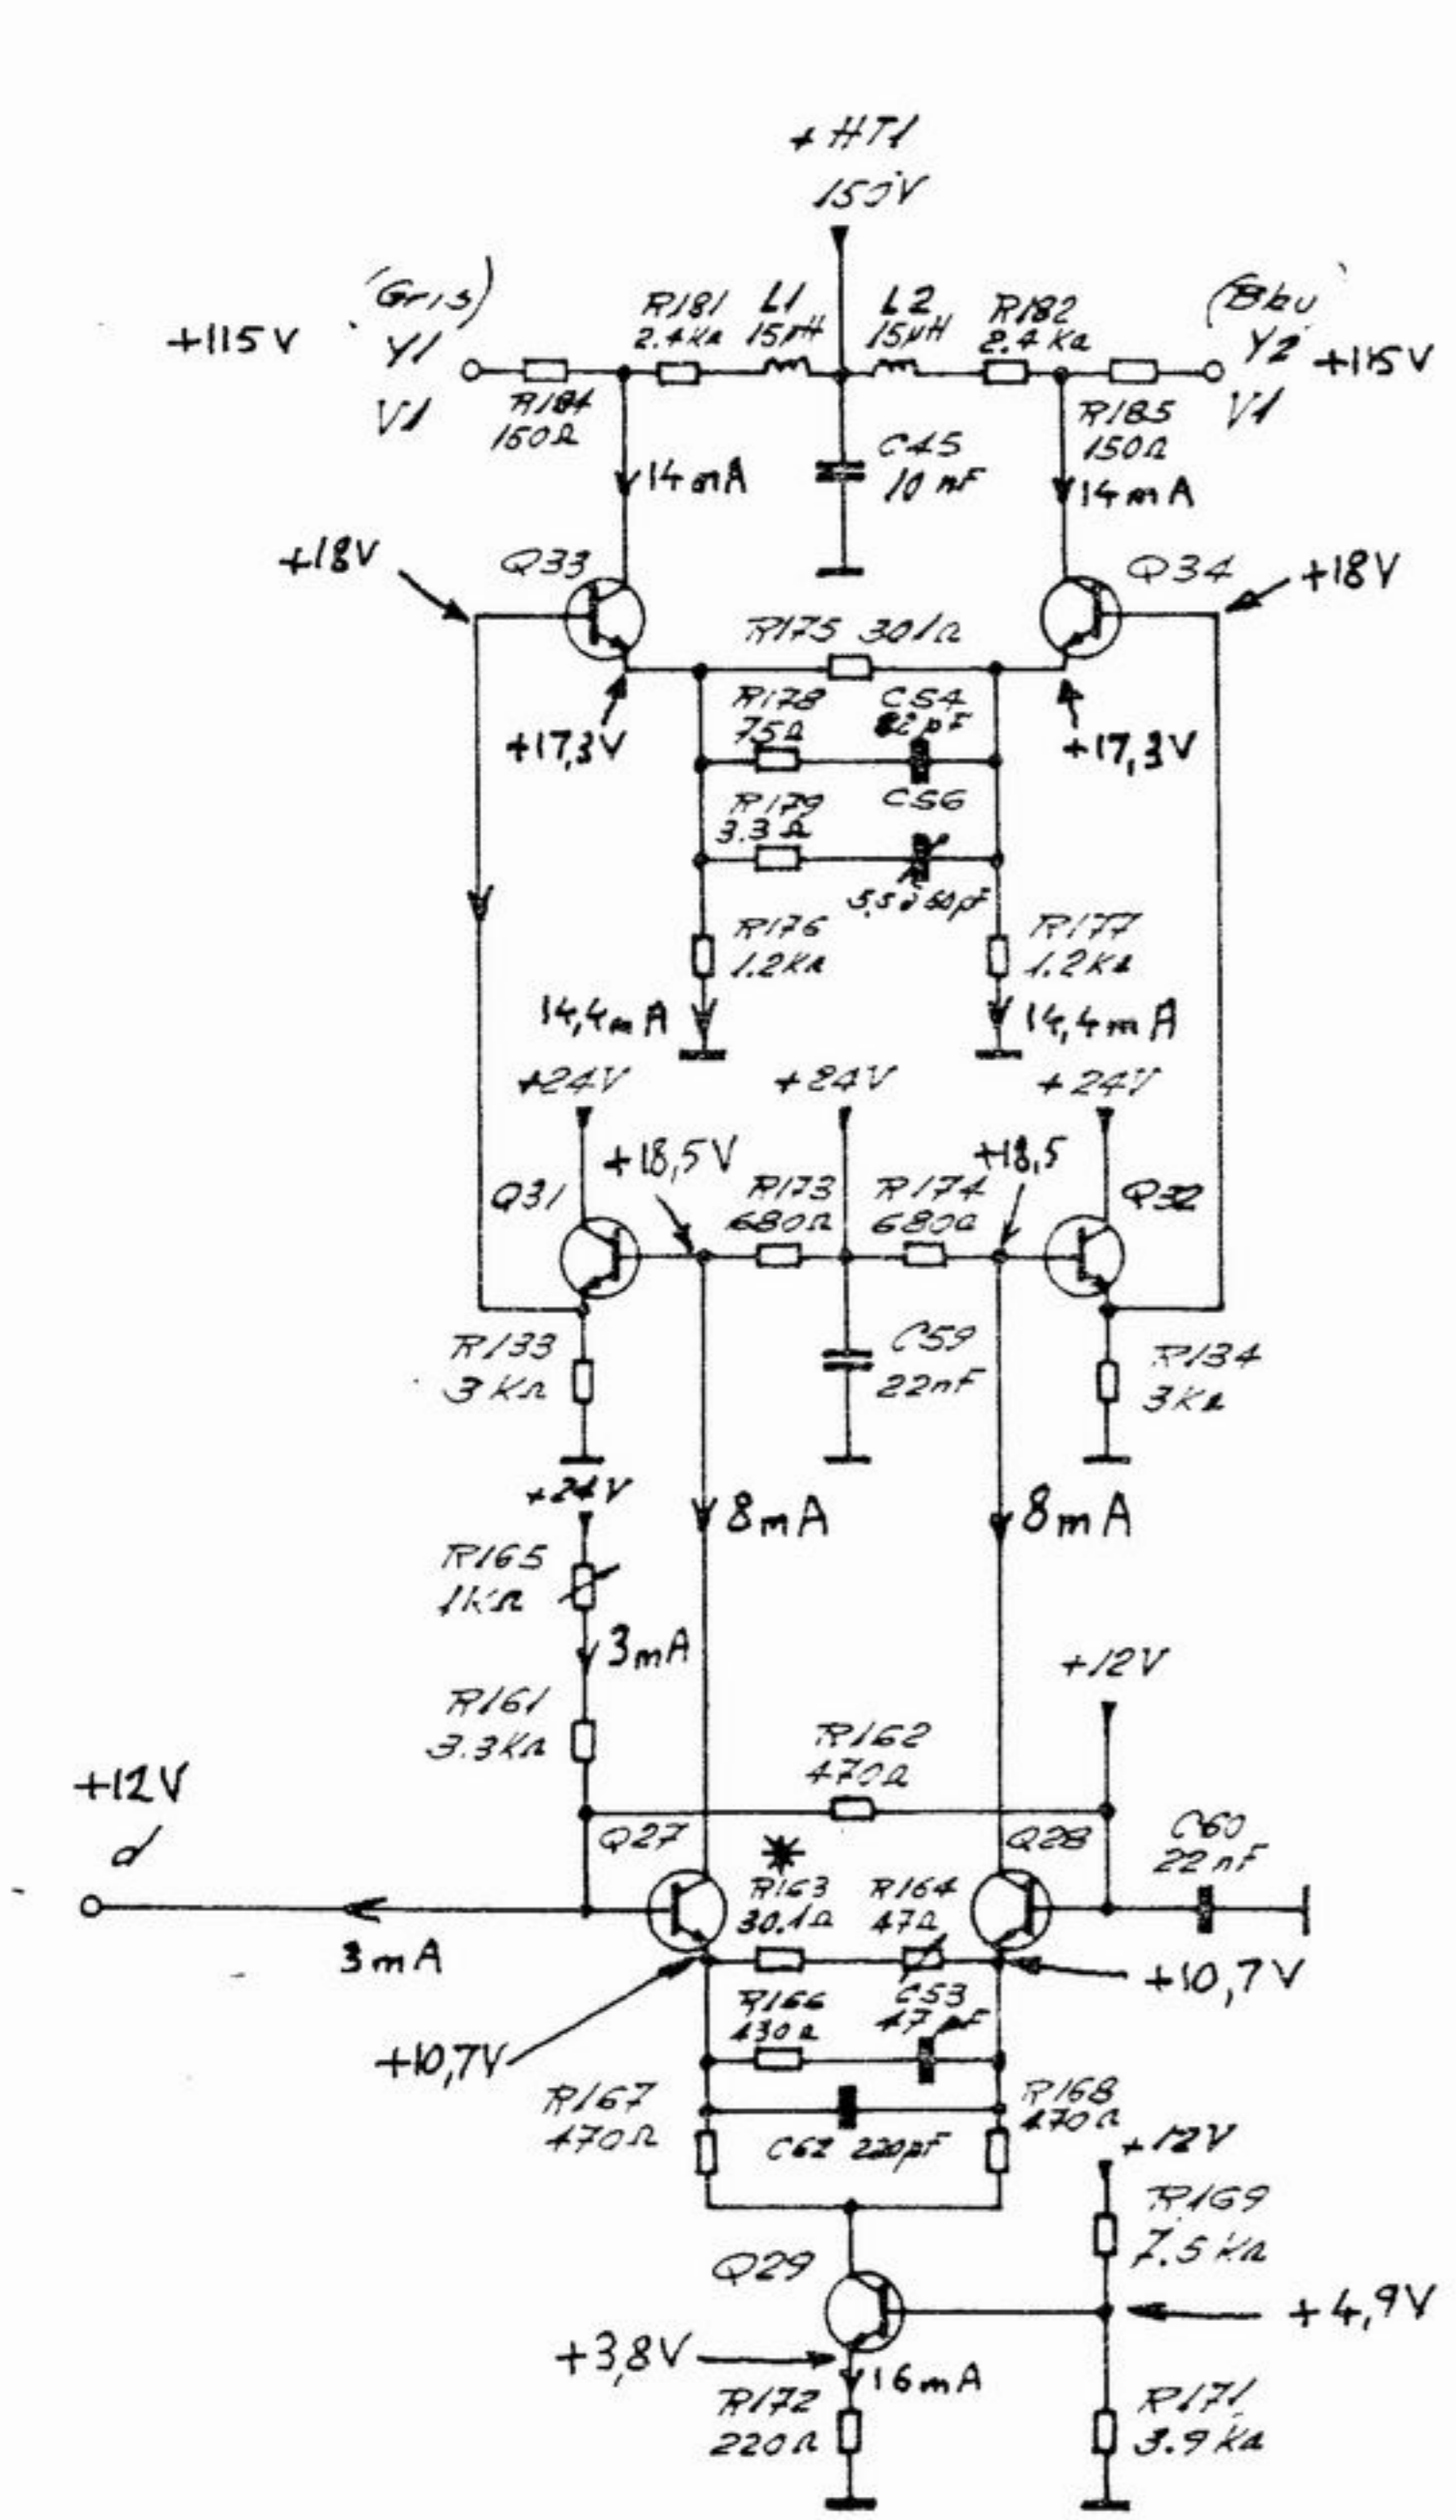 + HT1
150V
(Gris)
R181
L1
L2
R182
+115V
Y1
2.4KΩ
15µH
15µH
2.4KΩ
Y2
+115V
V1
R184
150Ω
C45
10 nF
R185
150Ω
V1
14mA
14mA
+18V
Q33
Q34
+18V
R175 301Ω
R178
75Ω
C54
82pF
+17,3V
+17,3V
R179
3.3Ω
C56
5,5 à 60pF
R176
1.2KΩ
R177
1.2KΩ
14,4mA
14,4mA
+24V
+24V
+24V
+18,5V
+18,5
Q31
R173
680Ω
R174
680Ω
Q32
R133
3KΩ
C59
22nF
R134
3KΩ
+24V
8mA
8mA
R165
1KΩ
3mA
+12V
R161
3.3KΩ
R162
470Ω
+12V
d
Q27
Q28
C60
22nF
R163
30.1Ω
R164
47Ω
3mA
+10,7V
R166
430Ω
C53
47pF
+10,7V
R167
470Ω
C62 220pF
R168
470Ω
+12V
R169
7.5KΩ
Q29
+4,9V
+3,8V
16mA
R172
220Ω
R171
3.9KΩ